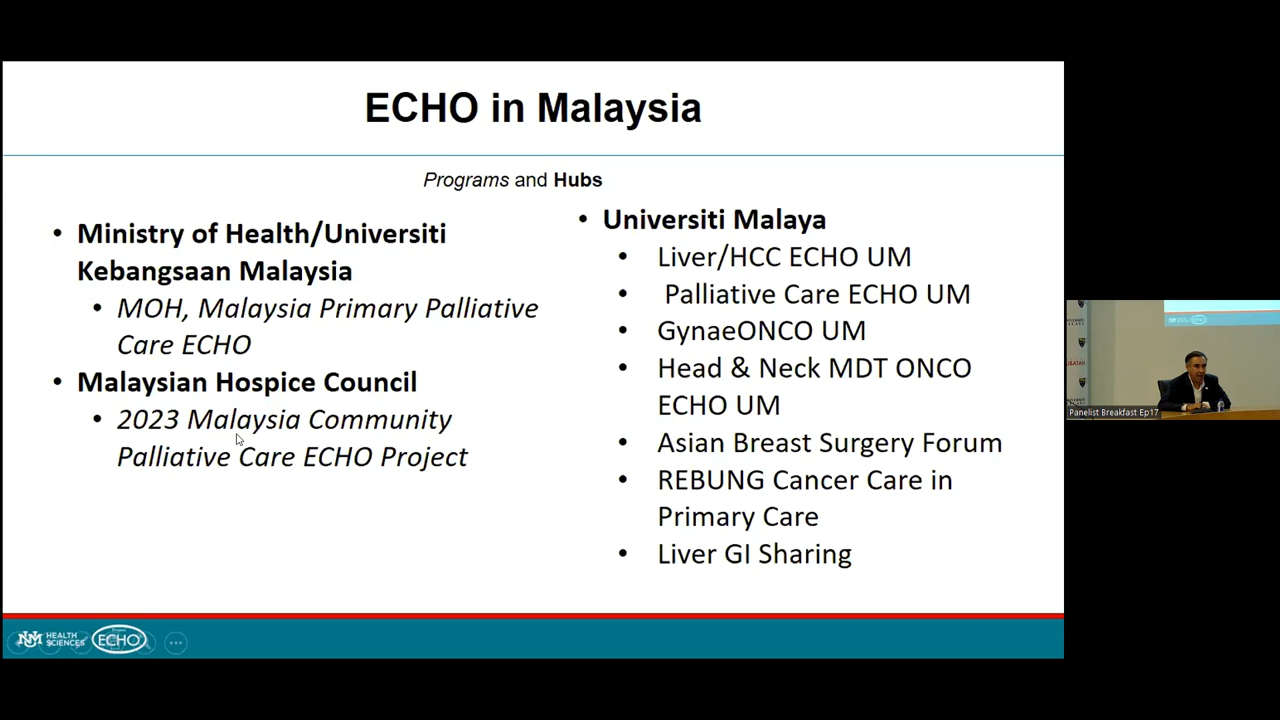 ECHO in Malaysia
Programs and Hubs
• Ministry of Health/Universiti
Kebangsaan Malaysia
• MOH, Malaysia Primary Palliative
Care ECHO
• Malaysian Hospice Council
• 2023 Malaysia Community
Palliative Care ECHO Project
• Universiti Malaya
• Liver/HCC ECHO UM
• Palliative Care ECHO UM
• GynaeONCO UM
• Head & Neck MDT ONCO
ECHO UM
• Asian Breast Surgery Forum
• REBUNG Cancer Care in
Primary Care
• Liver GI Sharing
UNM HEALTH
SCIENCES
ECHO
Panelist Breakfast Ep17